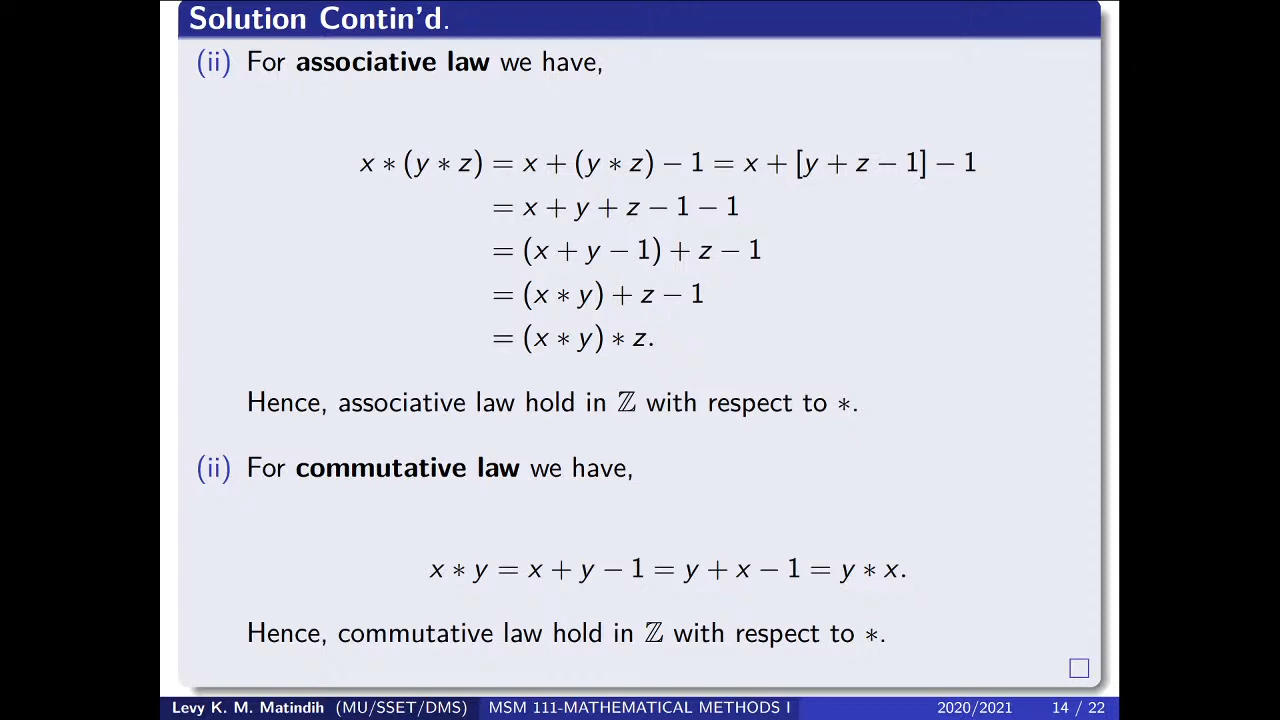 Solution Contin'd.
(ii) For associative law we have,
x ∗ (y ∗ z) = x + (y ∗ z) − 1 = x + [y + z − 1] − 1
= x + y + z − 1 − 1
= (x + y − 1) + z − 1
= (x ∗ y) + z − 1
= (x ∗ y) ∗ z.
Hence, associative law hold in ℤ with respect to ∗.
(ii) For commutative law we have,
x ∗ y = x + y − 1 = y + x − 1 = y ∗ x.
Hence, commutative law hold in ℤ with respect to ∗.
Levy K. M. Matindih (MU/SSET/DMS) MSM 111-MATHEMATICAL METHODS I 2020/2021 14 / 22